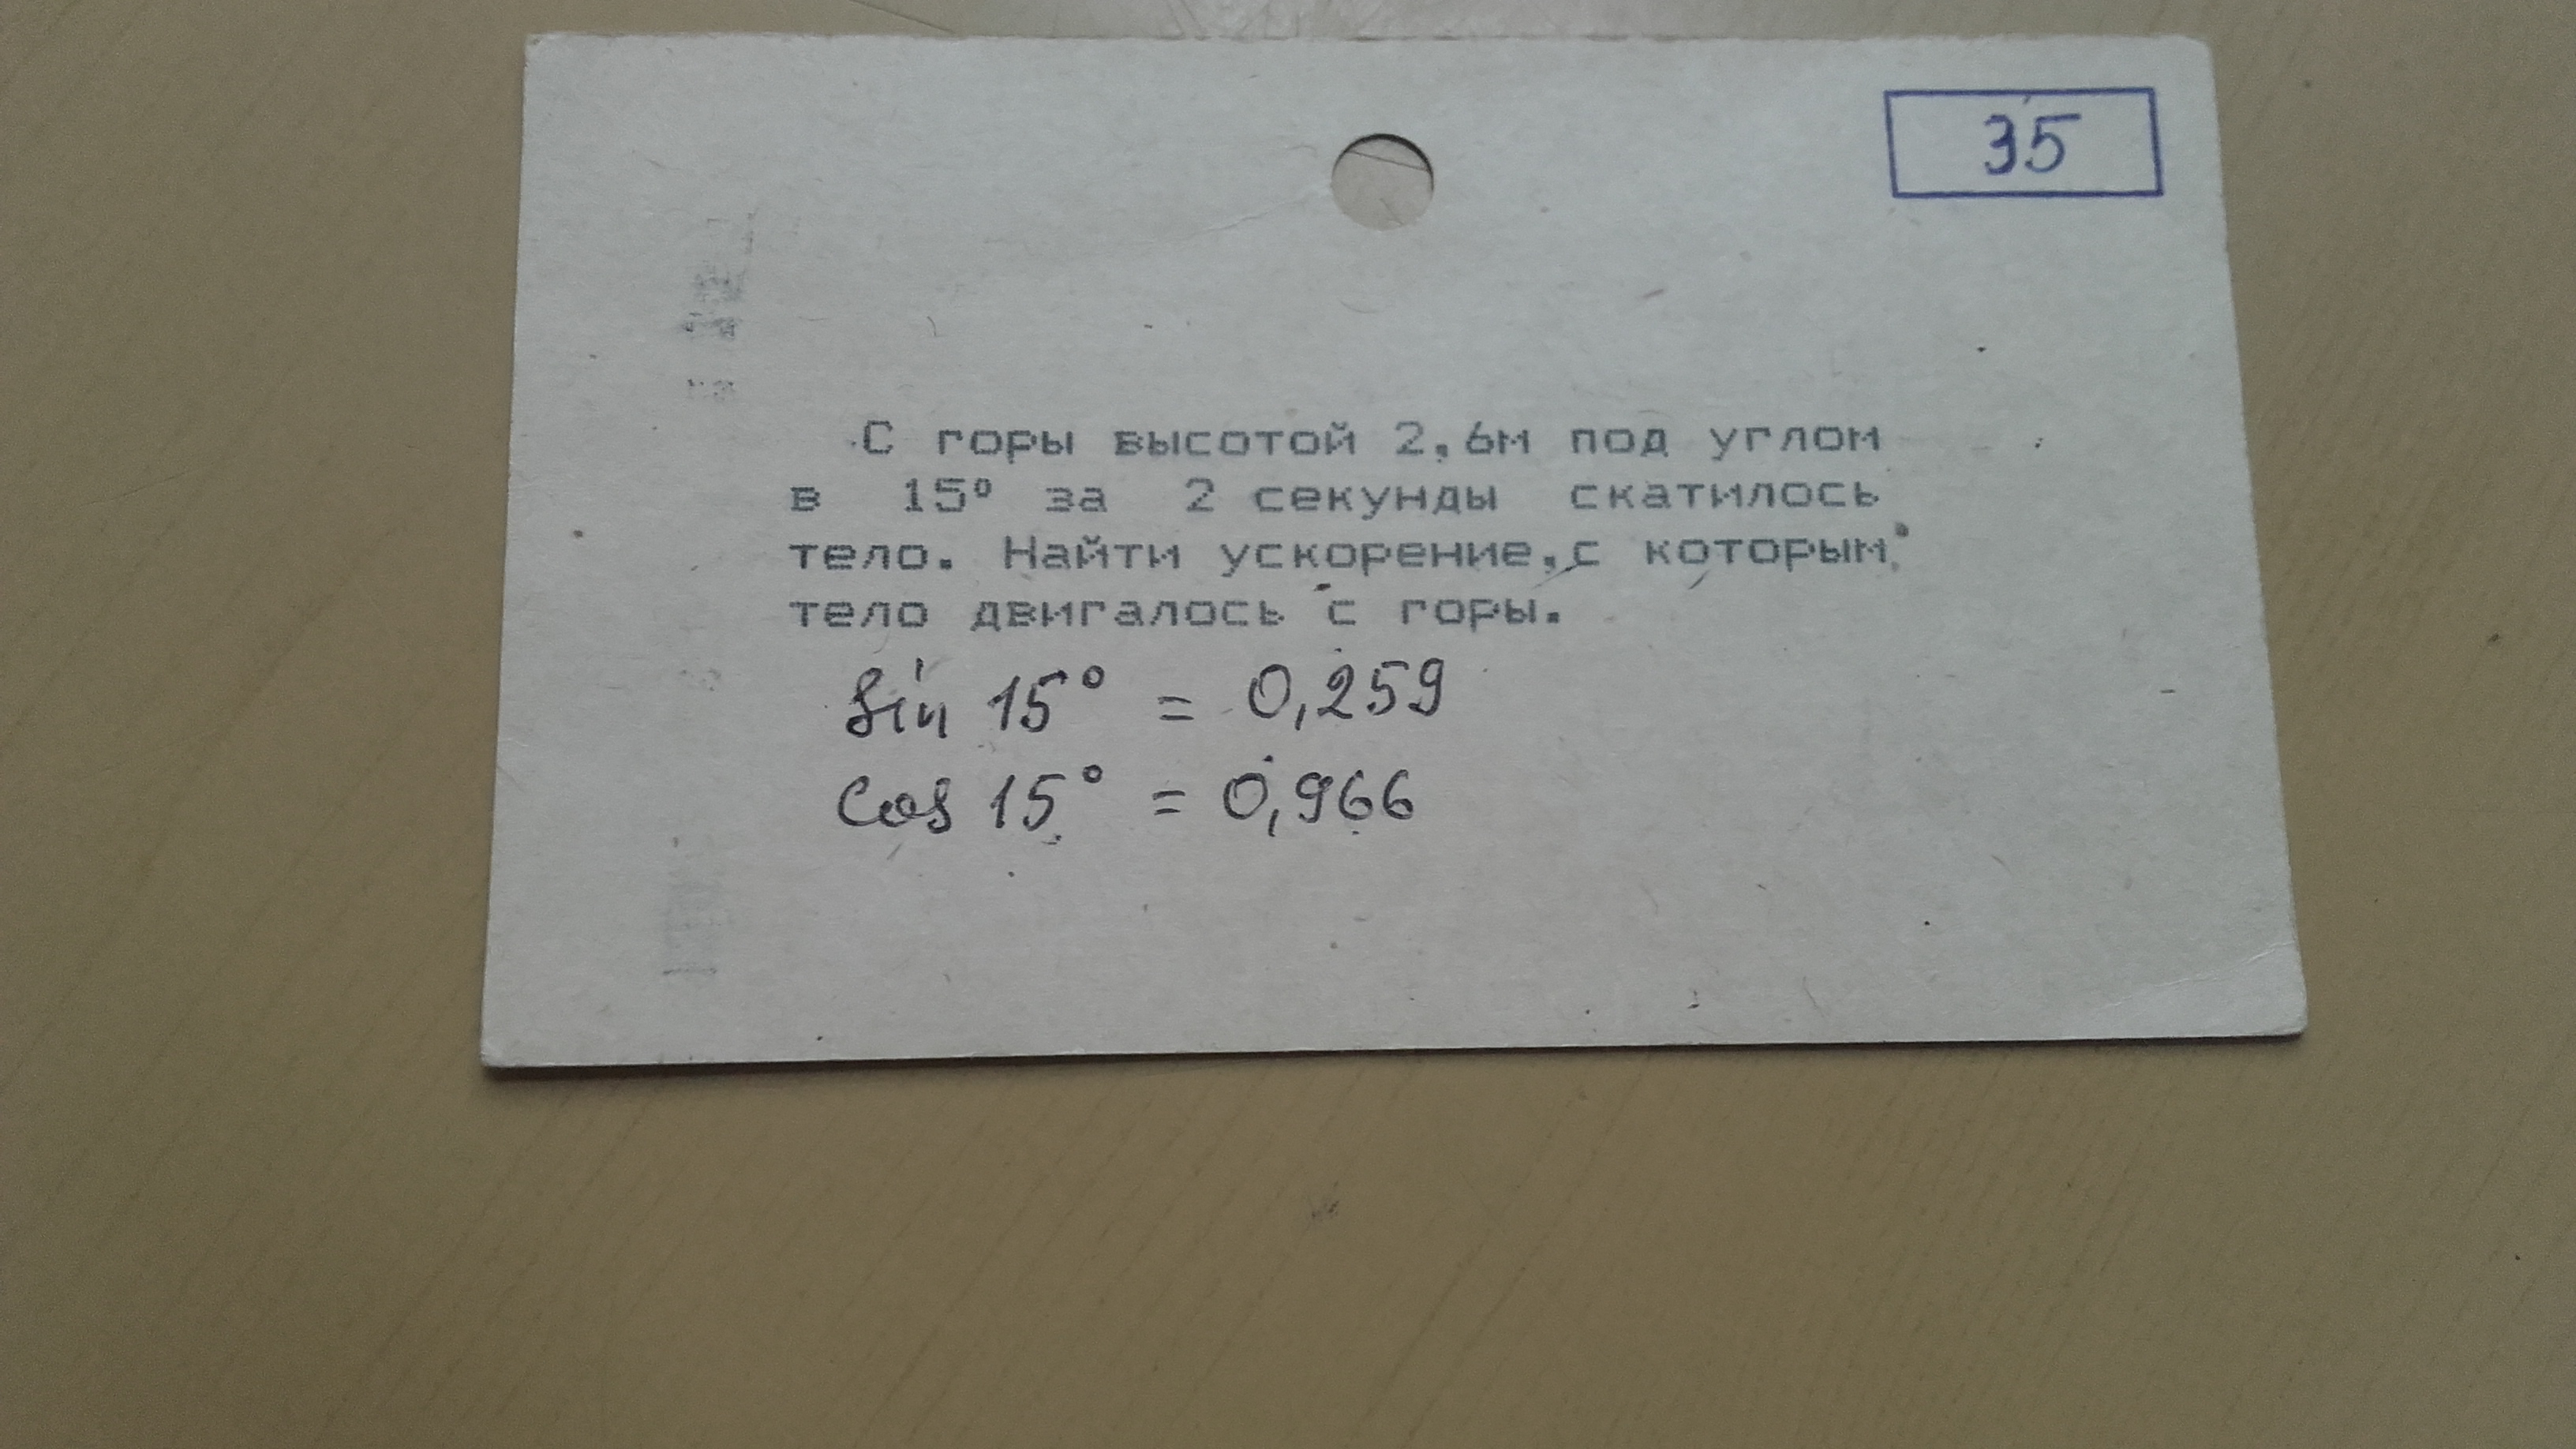 35
С горы высотой 2,6м под углом
в 15° за 2 секунды скатилось
тело. Найти ускорение,с которым
тело двигалось с горы.
Sin 15° = 0,259
Cos 15° = 0,966